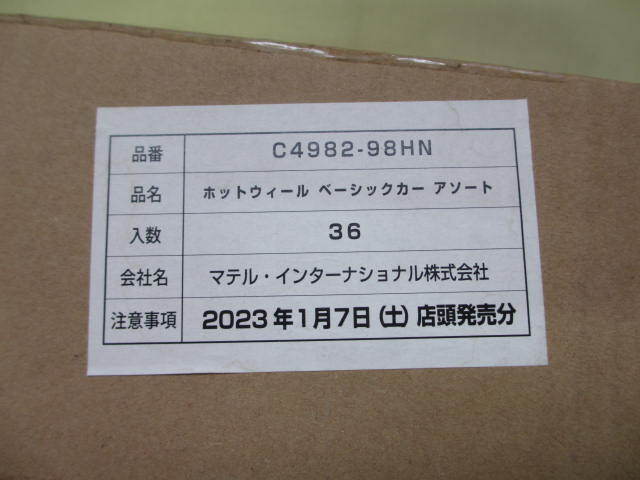 品番 C4982-98HN
品名 ホットウィール ベーシックカー アソート
入数 36
会社名 マテル・インターナショナル株式会社
注意事項 2023年1月7日(土)店頭発売分